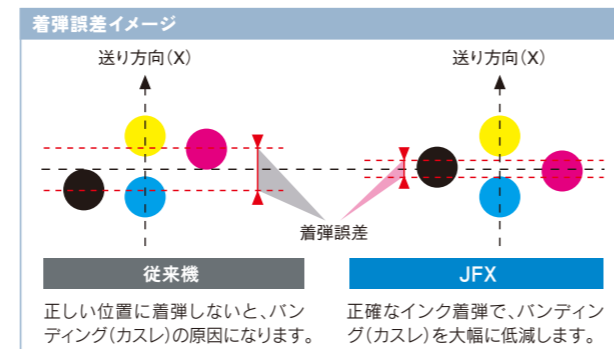 着弾誤差イメージ
送り方向(X)
送り方向(X)
着弾誤差
従来機
JFX
正しい位置に着弾しないと、バン
ディング(カスレ)の原因になります。
正確なインク着弾で、バンディン
グ(カスレ)を大幅に低減します。